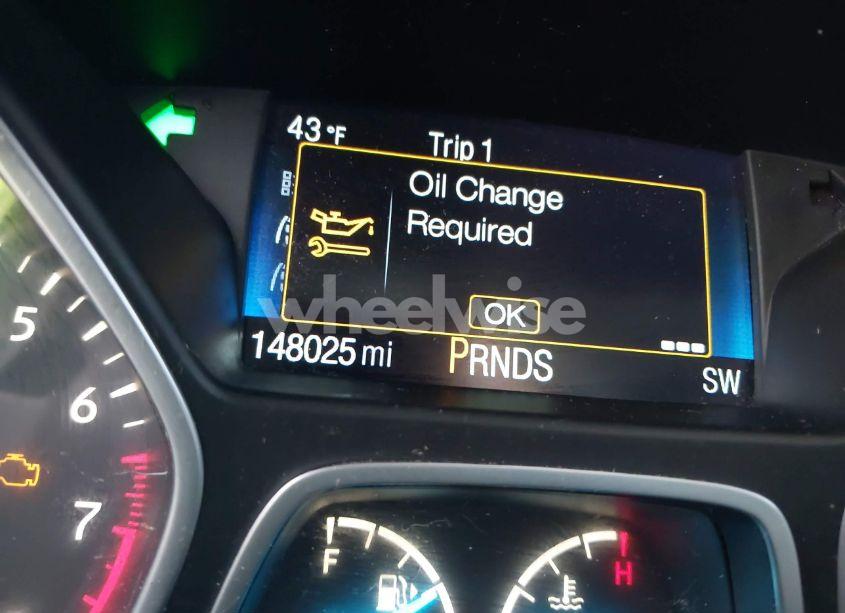 43 °F
Trip 1
Oil Change
Required
wheelwise
OK
148025 mi
PRNDS
SW
5
6
7
F
H